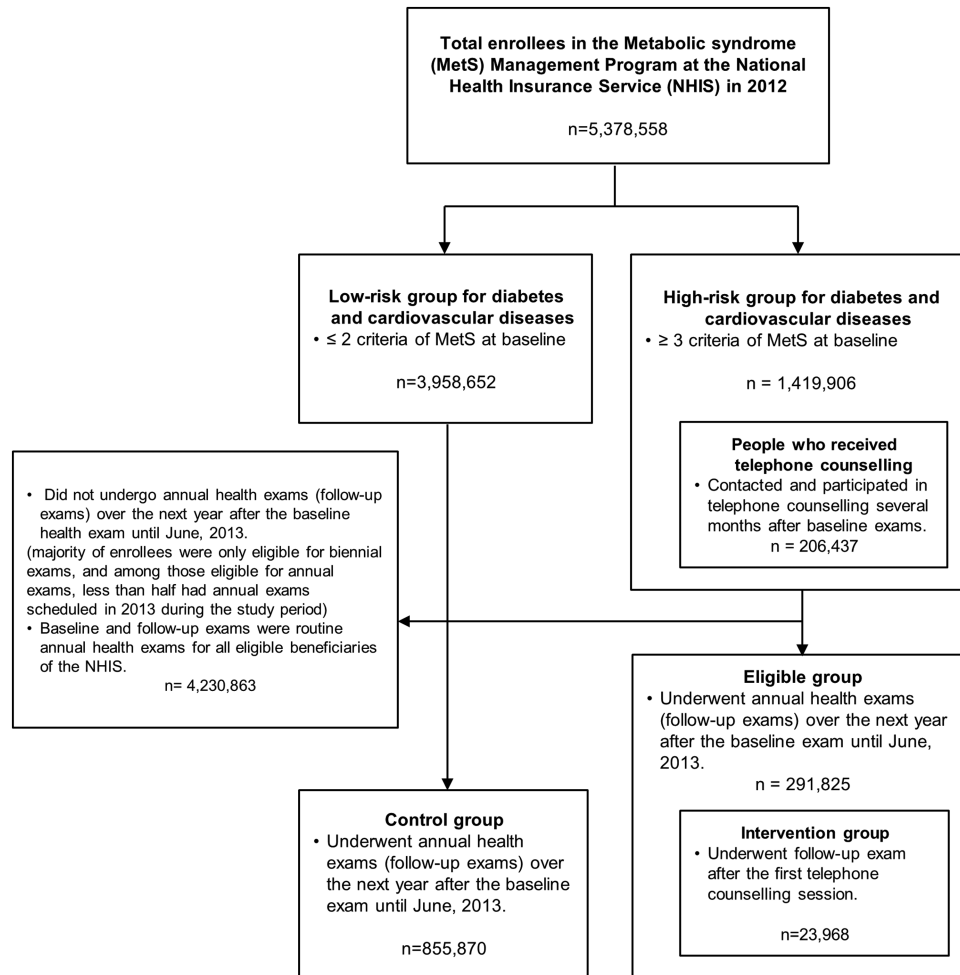 Total enrollees in the Metabolic syndrome
(MetS) Management Program at the National
Health Insurance Service (NHIS) in 2012
n=5,378,558
Low-risk group for diabetes
and cardiovascular diseases
• ≤ 2 criteria of MetS at baseline
n=3,958,652
High-risk group for diabetes and
cardiovascular diseases
• ≥ 3 criteria of MetS at baseline
n = 1,419,906
People who received
telephone counselling
• Contacted and participated in
telephone counselling several
months after baseline exams.
n = 206,437
• Did not undergo annual health exams (follow-up
exams) over the next year after the baseline
health exam until June, 2013.
(majority of enrollees were only eligible for biennial
exams, and among those eligible for annual
exams, less than half had annual exams
scheduled in 2013 during the study period)
• Baseline and follow-up exams were routine
annual health exams for all eligible beneficiaries
of the NHIS.
n= 4,230,863
Eligible group
• Underwent annual health exams
(follow-up exams) over the next year
after the baseline exam until June,
2013.
n = 291,825
Intervention group
• Underwent follow-up exam
after the first telephone
counselling session.
n=23,968
Control group
• Underwent annual health
exams (follow-up exams) over
the next year after the baseline
exam until June, 2013.
n=855,870